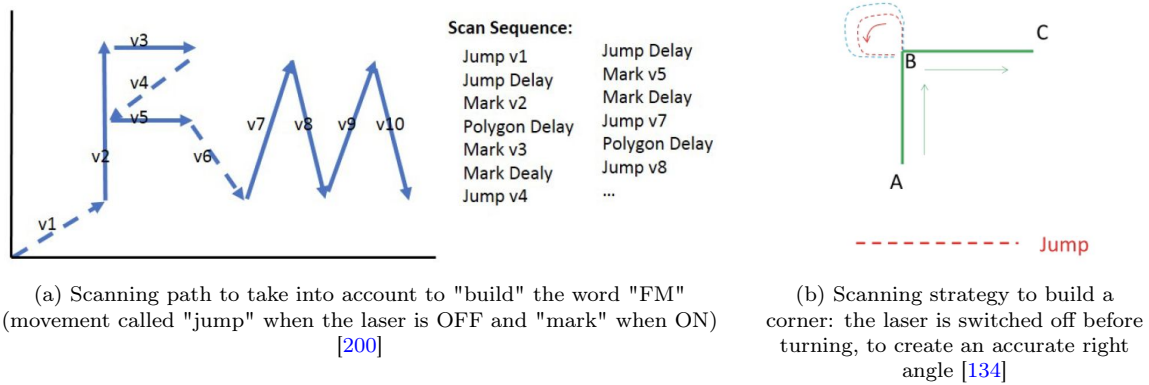 v3
v4
v5
v2
v6
v1
v7
v8
v9
v10
Scan Sequence:
Jump v1
Jump Delay
Mark v2
Polygon Delay
Mark v3
Mark Dealy
Jump v4
Jump Delay
Mark v5
Mark Delay
Jump v7
Polygon Delay
Jump v8
...
(a) Scanning path to take into account to "build" the word "FM"
(movement called "jump" when the laser is OFF and "mark" when ON)
[200]
C
B
A
Jump
(b) Scanning strategy to build a
corner: the laser is switched off before
turning, to create an accurate right
angle [134]